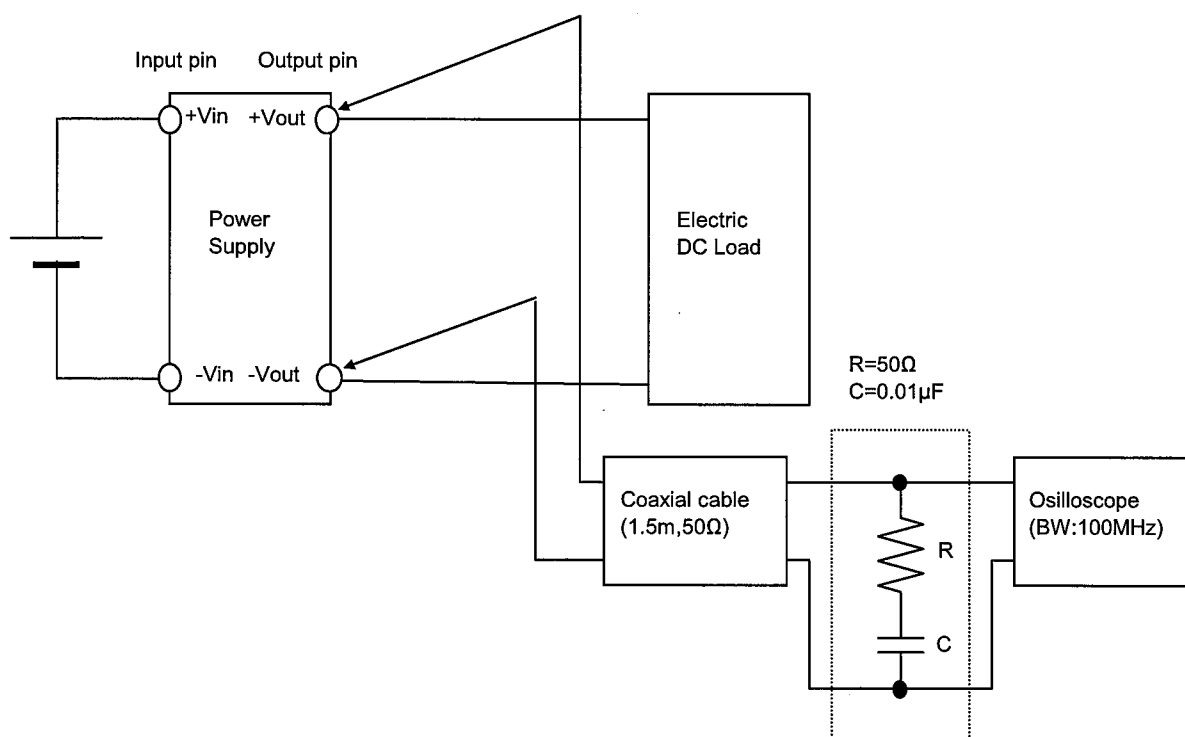 Input pin
Output pin
+Vin
+Vout
Power
Supply
Electric
DC Load
-Vin
-Vout
R=50Ω
C=0.01µF
Coaxial cable
(1.5m,50Ω)
R
C
Osilloscope
(BW:100MHz)